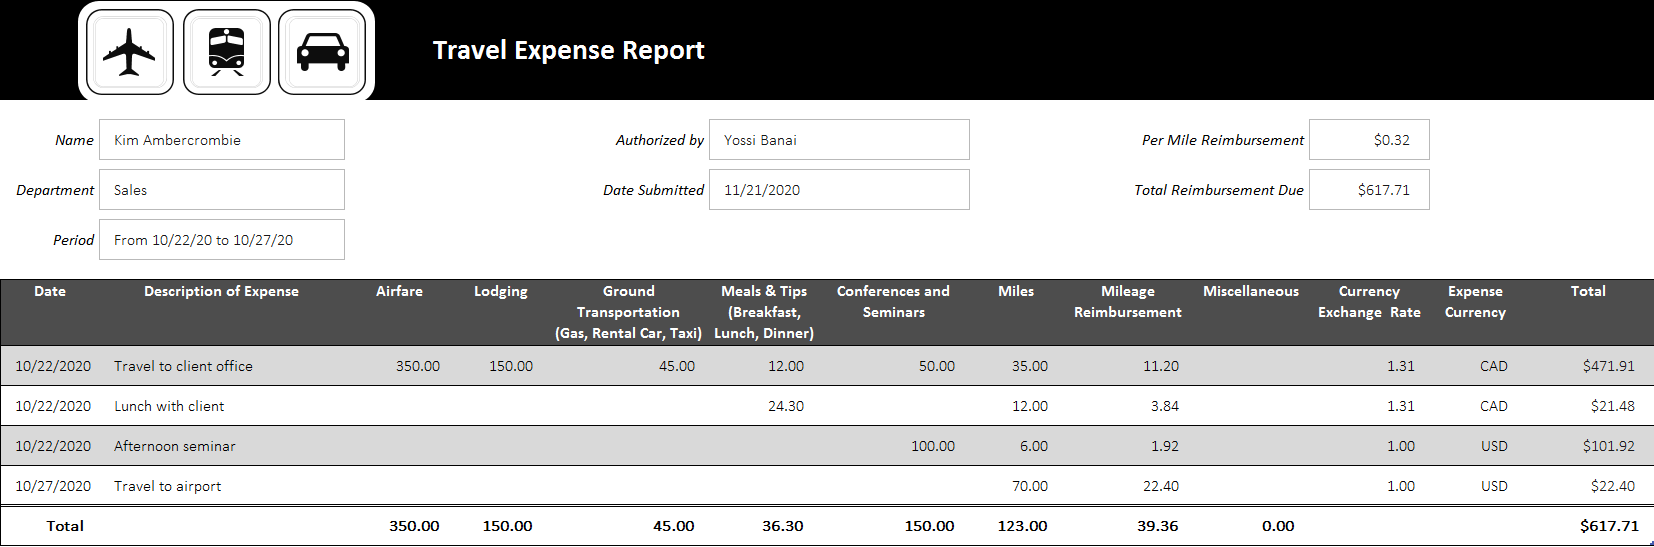 Travel Expense Report
Name Kim Ambercrombie Authorized by Yossi Banai Per Mile Reimbursement $0.32
Department Sales Date Submitted 11/21/2020 Total Reimbursement Due $617.71
Period From 10/22/20 to 10/27/20
Date Description of Expense Airfare Lodging Ground Meals & Tips Conferences and Miles Mileage Miscellaneous Currency Expense Total
Transportation (Breakfast, Seminars Reimbursement Exchange Rate Currency
(Gas, Rental Car, Taxi) Lunch, Dinner)
10/22/2020 Travel to client office 350.00 150.00 45.00 12.00 50.00 35.00 11.20 1.31 CAD $471.91
10/22/2020 Lunch with client 24.30 12.00 3.84 1.31 CAD $21.48
10/22/2020 Afternoon seminar 100.00 6.00 1.92 1.00 USD $101.92
10/27/2020 Travel to airport 70.00 22.40 1.00 USD $22.40
Total 350.00 150.00 45.00 36.30 150.00 123.00 39.36 0.00 $617.71